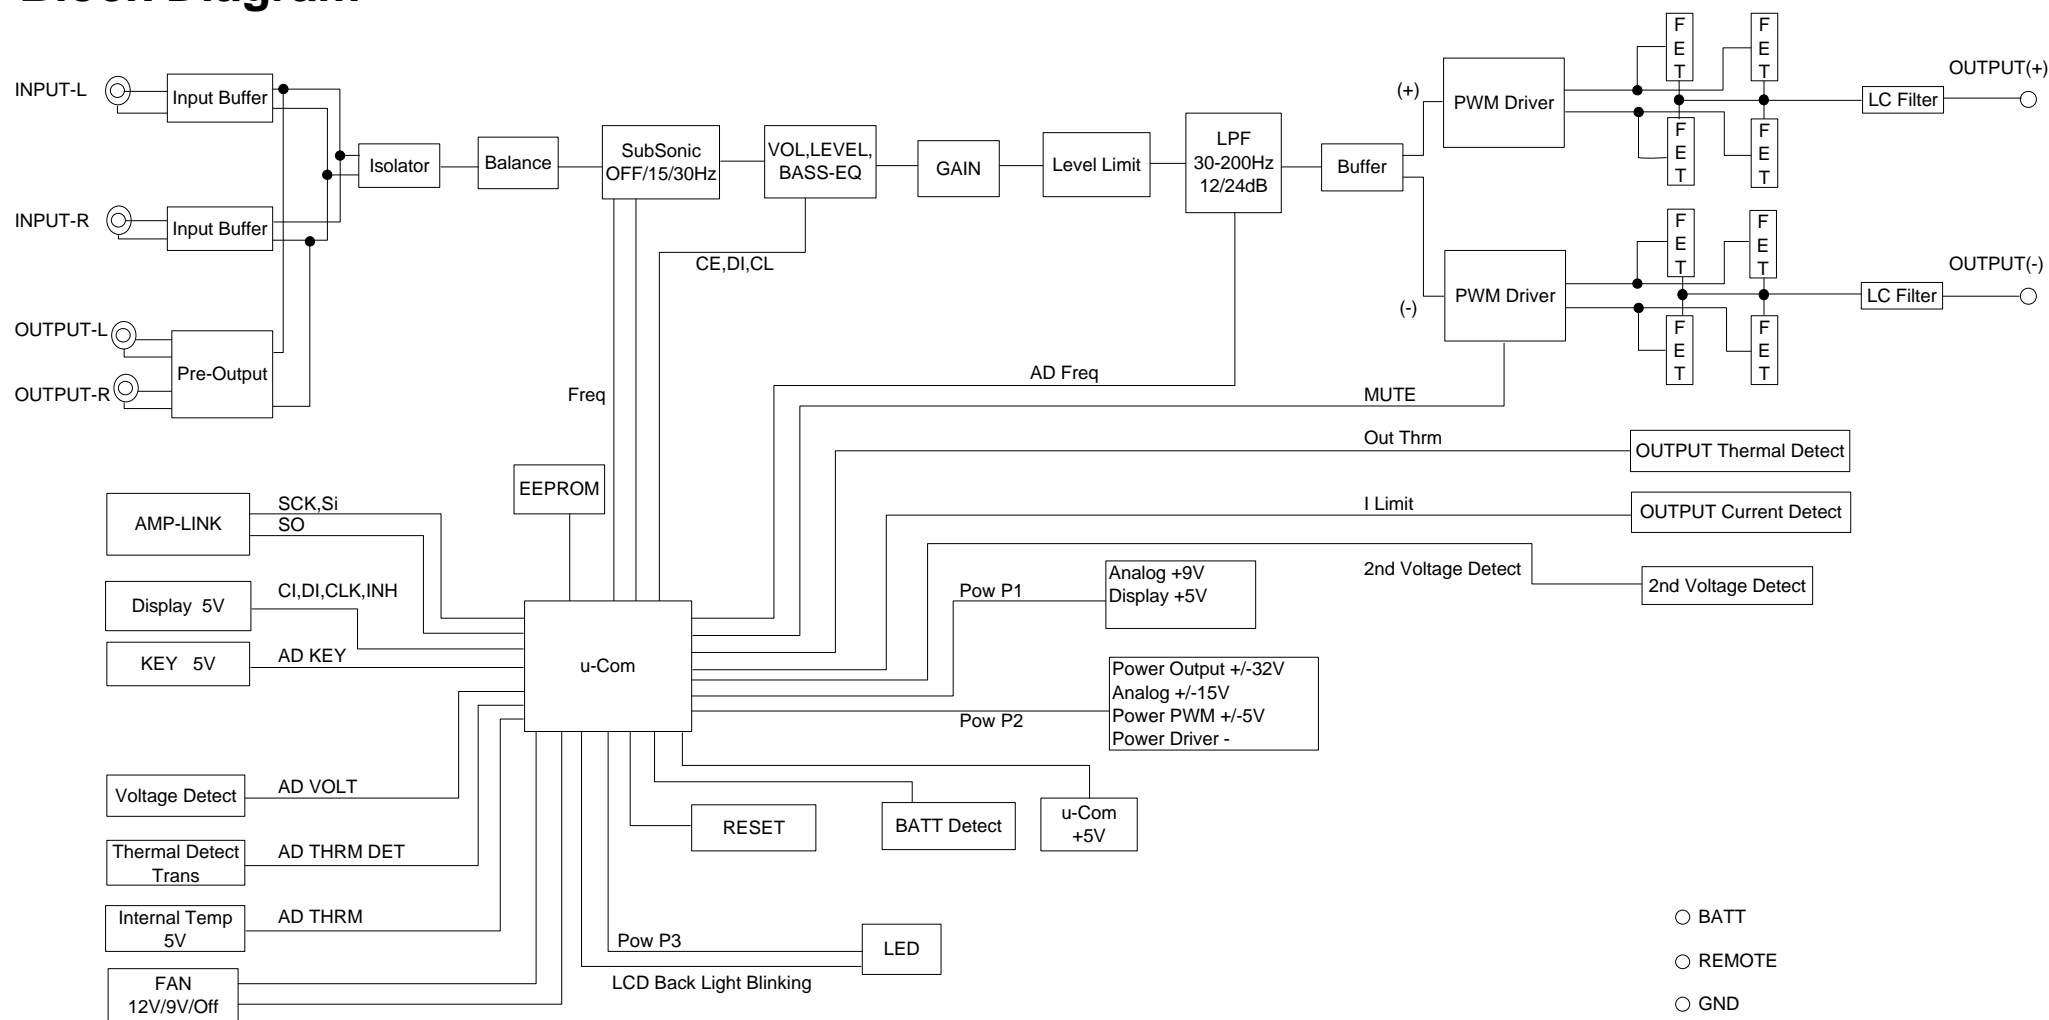 INPUT-L
Input Buffer
INPUT-R
Input Buffer
OUTPUT-L
OUTPUT-R
Pre-Output
Isolator
Balance
SubSonic
OFF/15/30Hz
VOL,LEVEL,
BASS-EQ
GAIN
Level Limit
LPF
30-200Hz
12/24dB
Buffer
(+)
(-)
PWM Driver
PWM Driver
FET
FET
FET
FET
FET
FET
FET
FET
LC Filter
LC Filter
OUTPUT(+)
OUTPUT(-)
CE,DI,CL
Freq
AD Freq
MUTE
Out Thrm
OUTPUT Thermal Detect
I Limit
OUTPUT Current Detect
2nd Voltage Detect
2nd Voltage Detect
EEPROM
AMP-LINK
SCK,Si
SO
Display 5V
CI,DI,CLK,INH
KEY 5V
AD KEY
u-Com
Pow P1
Analog +9V
Display +5V
Pow P2
Power Output +/-32V
Analog +/-15V
Power PWM +/-5V
Power Driver -
Voltage Detect
AD VOLT
Thermal Detect
Trans
AD THRM DET
Internal Temp
5V
AD THRM
FAN
12V/9V/Off
RESET
BATT Detect
u-Com
+5V
Pow P3
LED
LCD Back Light Blinking
BATT
REMOTE
GND